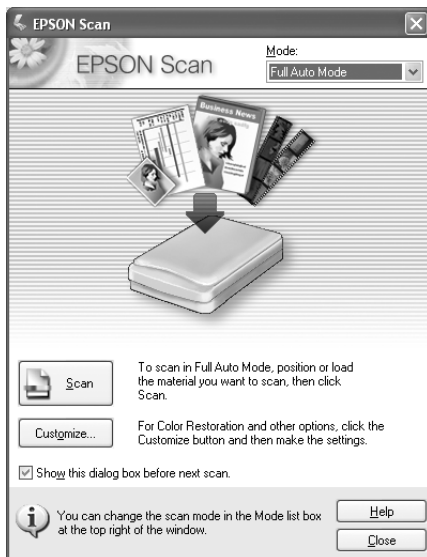 EPSON Scan
EPSON Scan
Mode:
Full Auto Mode
Business News
Scan
To scan in Full Auto Mode, position or load
the material you want to scan, then click
Scan.
Customize...
For Color Restoration and other options, click the
Customize button and then make the settings.
Show this dialog box before next scan.
You can change the scan mode in the Mode list box
at the top right of the window.
Help
Close